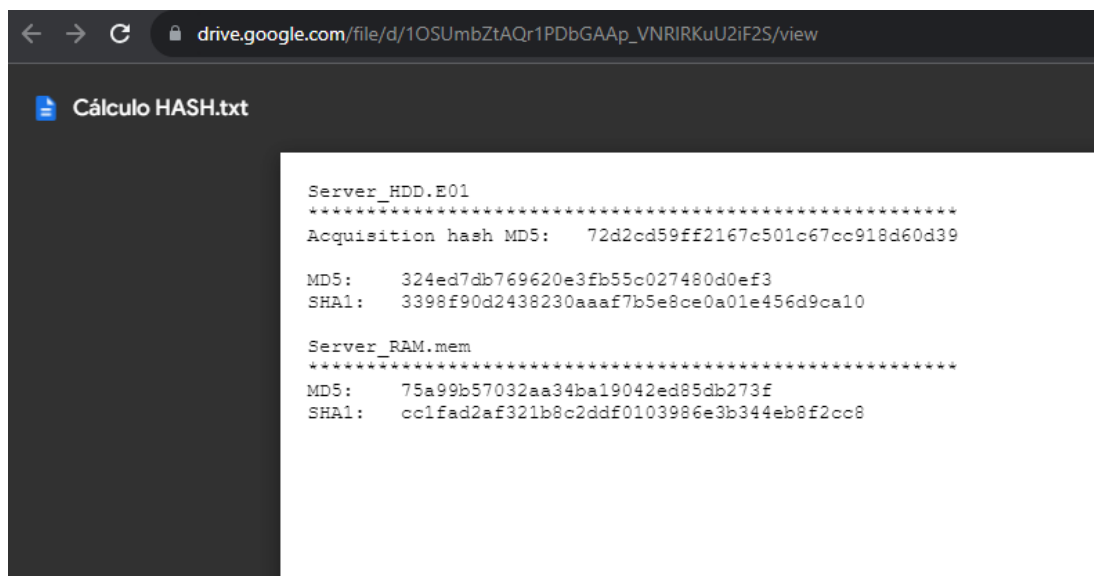 drive.google.com/file/d/1OSUmbZtAQr1PDbGAAp_VNRlRKuU2iF2S/view
Cálculo HASH.txt
Server_HDD.E01
********************************************************
Acquisition hash MD5: 72d2cd59ff2167c501c67cc918d60d39
MD5: 324ed7db769620e3fb55c027480d0ef3
SHA1: 3398f90d2438230aaaf7b5e8ce0a01e456d9ca10
Server_RAM.mem
********************************************************
MD5: 75a99b57032aa34ba19042ed85db273f
SHA1: cc1fad2af321b8c2ddf0103986e3b344eb8f2cc8